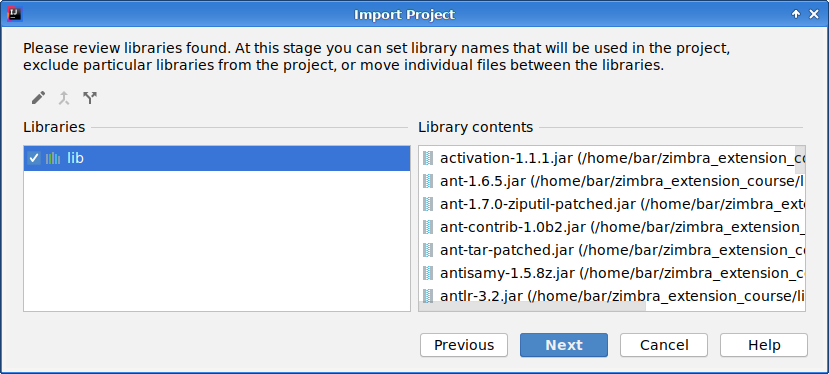 Import Project
Please review libraries found. At this stage you can set library names that will be used in the project,
exclude particular libraries from the project, or move individual files between the libraries.
Libraries
lib
Library contents
activation-1.1.1.jar (/home/bar/zimbra_extension_co
ant-1.6.5.jar (/home/bar/zimbra_extension_course/l
ant-1.7.0-ziputil-patched.jar (/home/bar/zimbra_exte
ant-contrib-1.0b2.jar (/home/bar/zimbra_extension_
ant-tar-patched.jar (/home/bar/zimbra_extension_co
antisamy-1.5.8z.jar (/home/bar/zimbra_extension_co
antlr-3.2.jar (/home/bar/zimbra_extension_course/li
Previous
Next
Cancel
Help